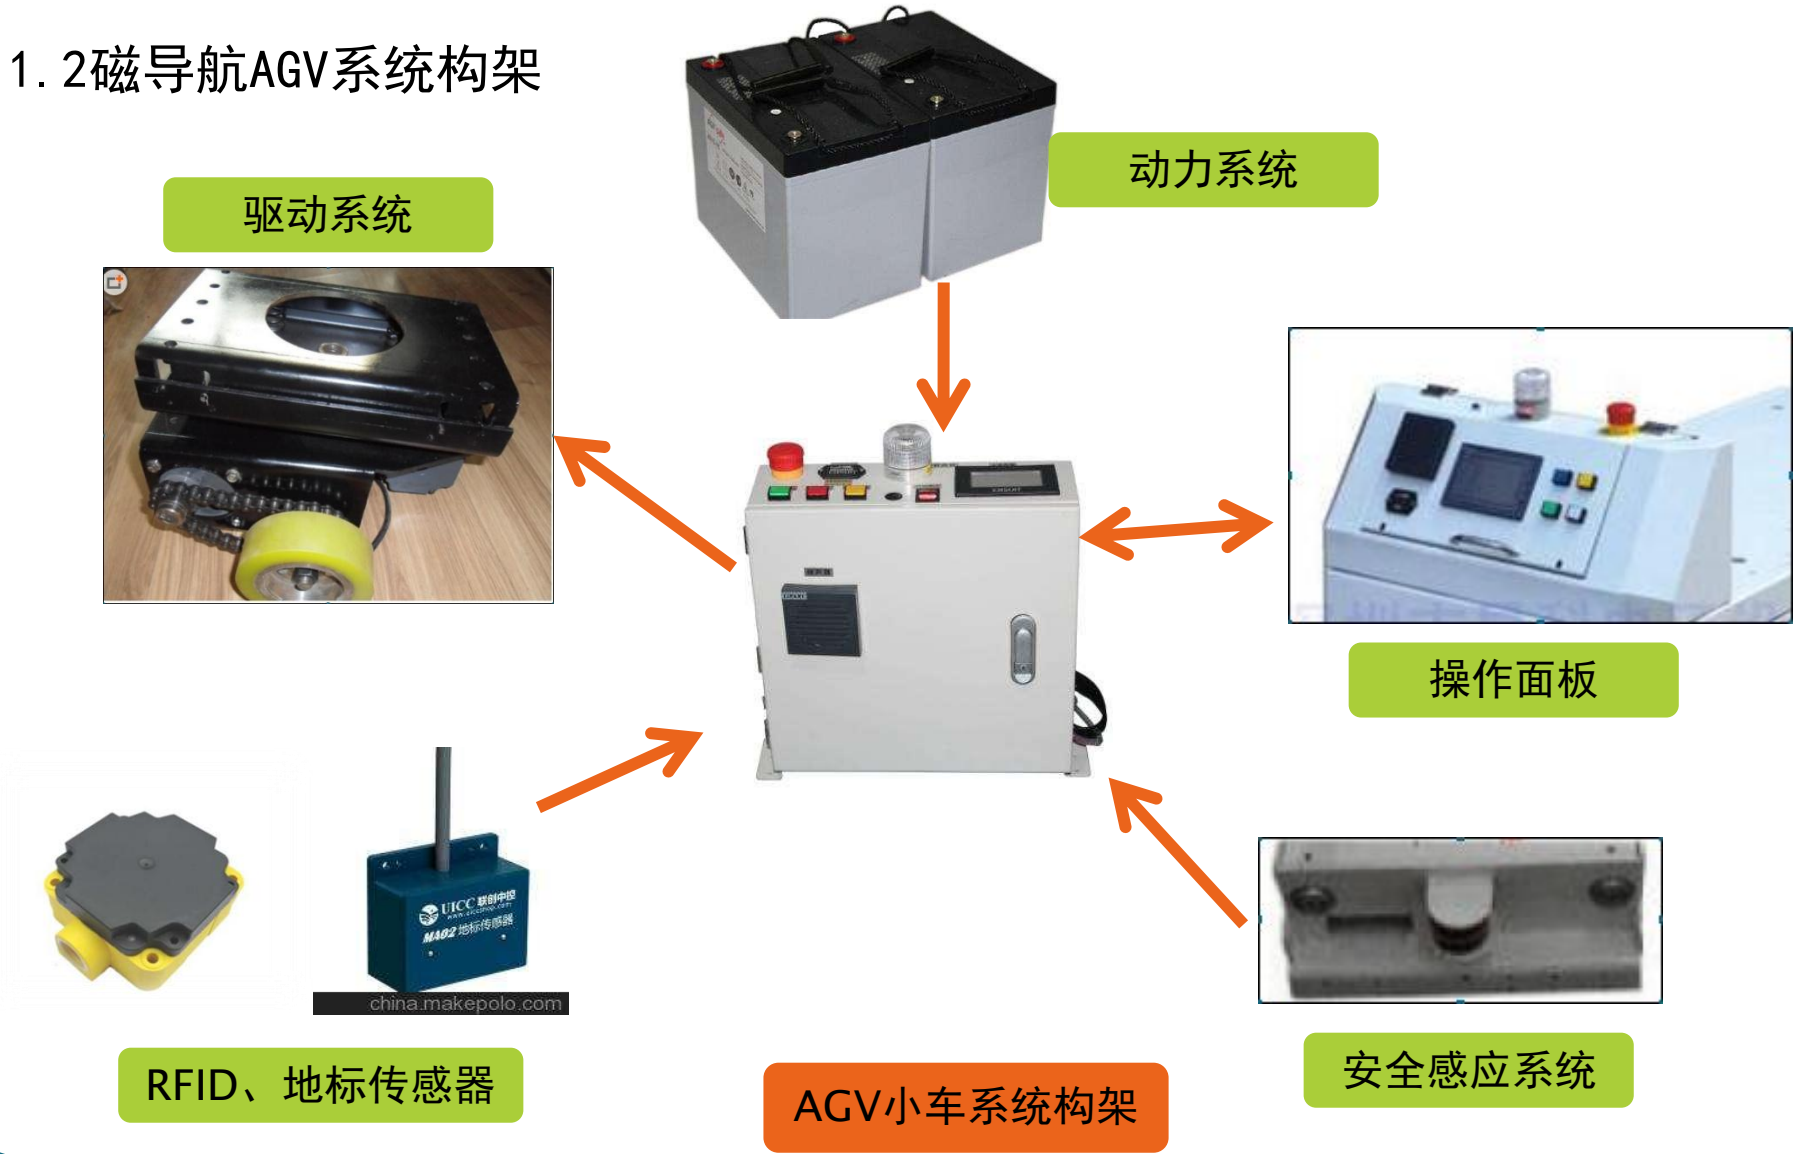 1.2磁导航AGV系统构架
动力系统
驱动系统
操作面板
UICC 联创中控
www.uiccshop.com
MA02 地标传感器
china.makepolo.com
RFID、地标传感器
AGV小车系统构架
安全感应系统